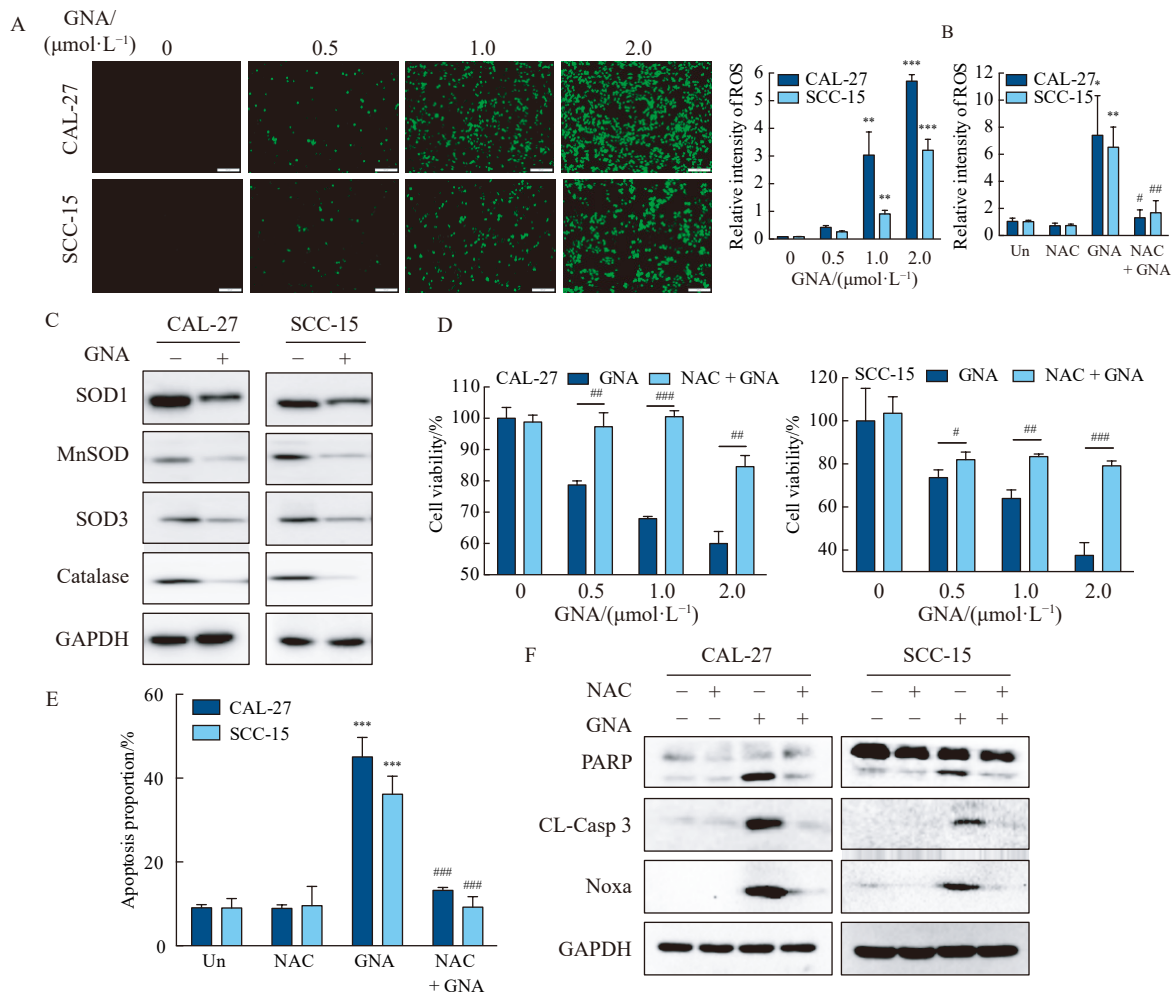 A
GNA/
(μmol·L⁻¹)
0
0.5
1.0
2.0
CAL-27
SCC-15
Relative intensity of ROS
6
5
4
3
2
1
0
CAL-27
SCC-15
**
**
***
***
0
0.5
1.0
2.0
GNA/(μmol·L⁻¹)
B
Relative intensity of ROS
12
10
8
6
4
2
0
CAL-27
SCC-15
*
**
#
##
Un
NAC
GNA
NAC
+ GNA
C
CAL-27
SCC-15
GNA
− + − +
SOD1
MnSOD
SOD3
Catalase
GAPDH
D
CAL-27
GNA
NAC + GNA
Cell viability/%
100
90
80
70
60
50
##
###
##
0
0.5
1.0
2.0
GNA/(μmol·L⁻¹)
SCC-15
GNA
NAC + GNA
Cell viability/%
120
100
80
60
40
#
##
###
0
0.5
1.0
2.0
GNA/(μmol·L⁻¹)
E
Apoptosis proportion/%
60
40
20
0
CAL-27
SCC-15
***
***
###
###
Un
NAC
GNA
NAC
+ GNA
F
CAL-27
SCC-15
NAC − + − + − + − +
GNA − − + + − − + +
PARP
CL-Casp 3
Noxa
GAPDH